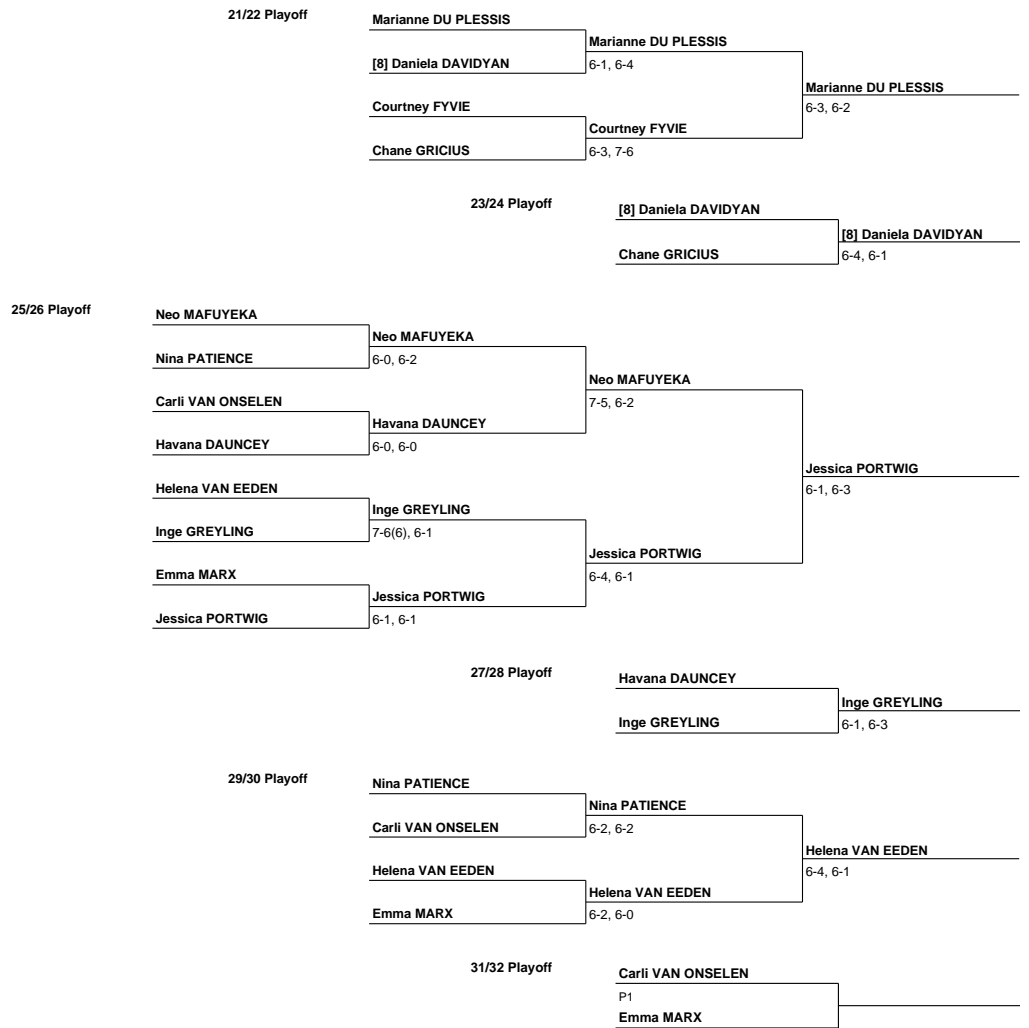 21/22 Playoff
Marianne DU PLESSIS
Marianne DU PLESSIS
[8] Daniela DAVIDYAN
6-1, 6-4
Marianne DU PLESSIS
Courtney FYVIE
6-3, 6-2
Courtney FYVIE
Chane GRICIUS
6-3, 7-6
23/24 Playoff
[8] Daniela DAVIDYAN
[8] Daniela DAVIDYAN
Chane GRICIUS
6-4, 6-1
25/26 Playoff
Neo MAFUYEKA
Neo MAFUYEKA
Nina PATIENCE
6-0, 6-2
Neo MAFUYEKA
Carli VAN ONSELEN
7-5, 6-2
Havana DAUNCEY
Havana DAUNCEY
6-0, 6-0
Jessica PORTWIG
Helena VAN EEDEN
6-1, 6-3
Inge GREYLING
Inge GREYLING
7-6(6), 6-1
Jessica PORTWIG
Emma MARX
6-4, 6-1
Jessica PORTWIG
Jessica PORTWIG
6-1, 6-1
27/28 Playoff
Havana DAUNCEY
Inge GREYLING
Inge GREYLING
6-1, 6-3
29/30 Playoff
Nina PATIENCE
Nina PATIENCE
Carli VAN ONSELEN
6-2, 6-2
Helena VAN EEDEN
Helena VAN EEDEN
6-4, 6-1
Helena VAN EEDEN
Emma MARX
6-2, 6-0
31/32 Playoff
Carli VAN ONSELEN
P1
Emma MARX